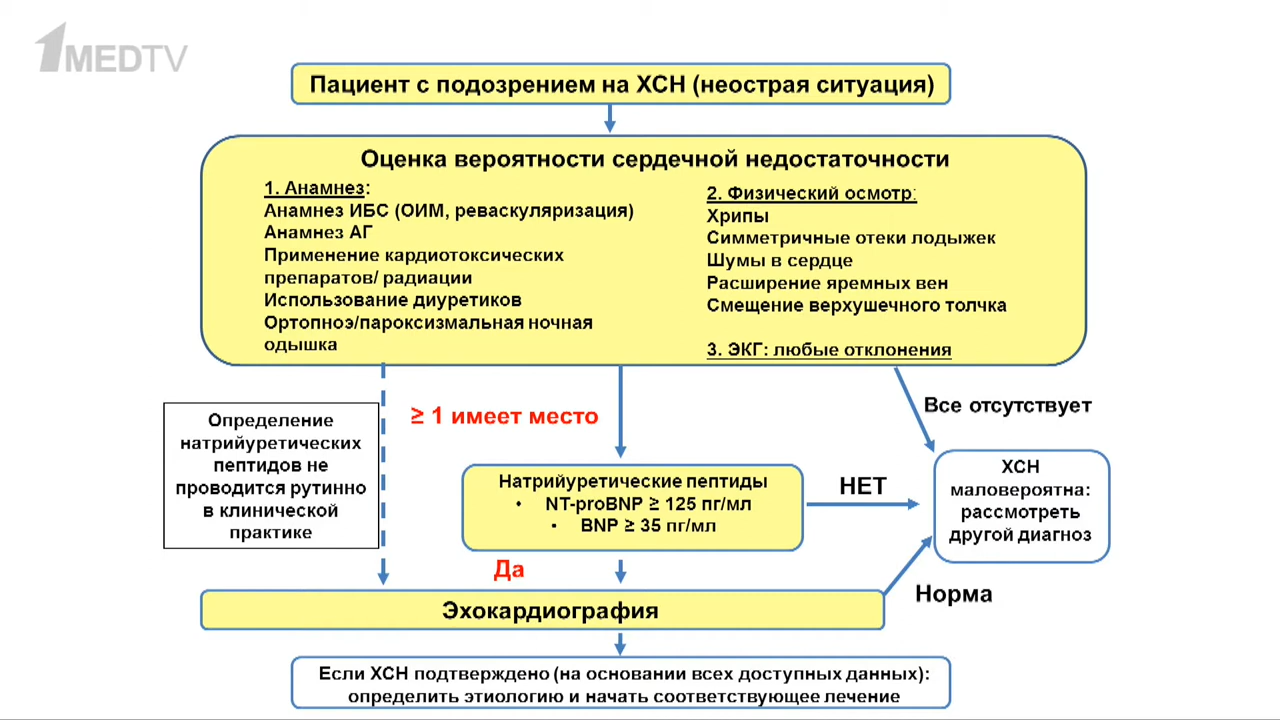 1MEDTV
Пациент с подозрением на ХСН (неострая ситуация)
Оценка вероятности сердечной недостаточности
1. Анамнез:
Анамнез ИБС (ОИМ, реваскуляризация)
Анамнез АГ
Применение кардиотоксических
препаратов/ радиации
Использование диуретиков
Ортопноэ/пароксизмальная ночная
одышка
2. Физический осмотр:
Хрипы
Симметричные отеки лодыжек
Шумы в сердце
Расширение яремных вен
Смещение верхушечного толчка
3. ЭКГ: любые отклонения
Определение
натрийуретических
пептидов не
проводится рутинно
в клинической
практике
≥ 1 имеет место
Все отсутствует
Натрийуретические пептиды
• NT-proBNP ≥ 125 пг/мл
• BNP ≥ 35 пг/мл
НЕТ
ХСН
маловероятна:
рассмотреть
другой диагноз
Да
Норма
Эхокардиография
Если ХСН подтверждено (на основании всех доступных данных):
определить этиологию и начать соответствующее лечение